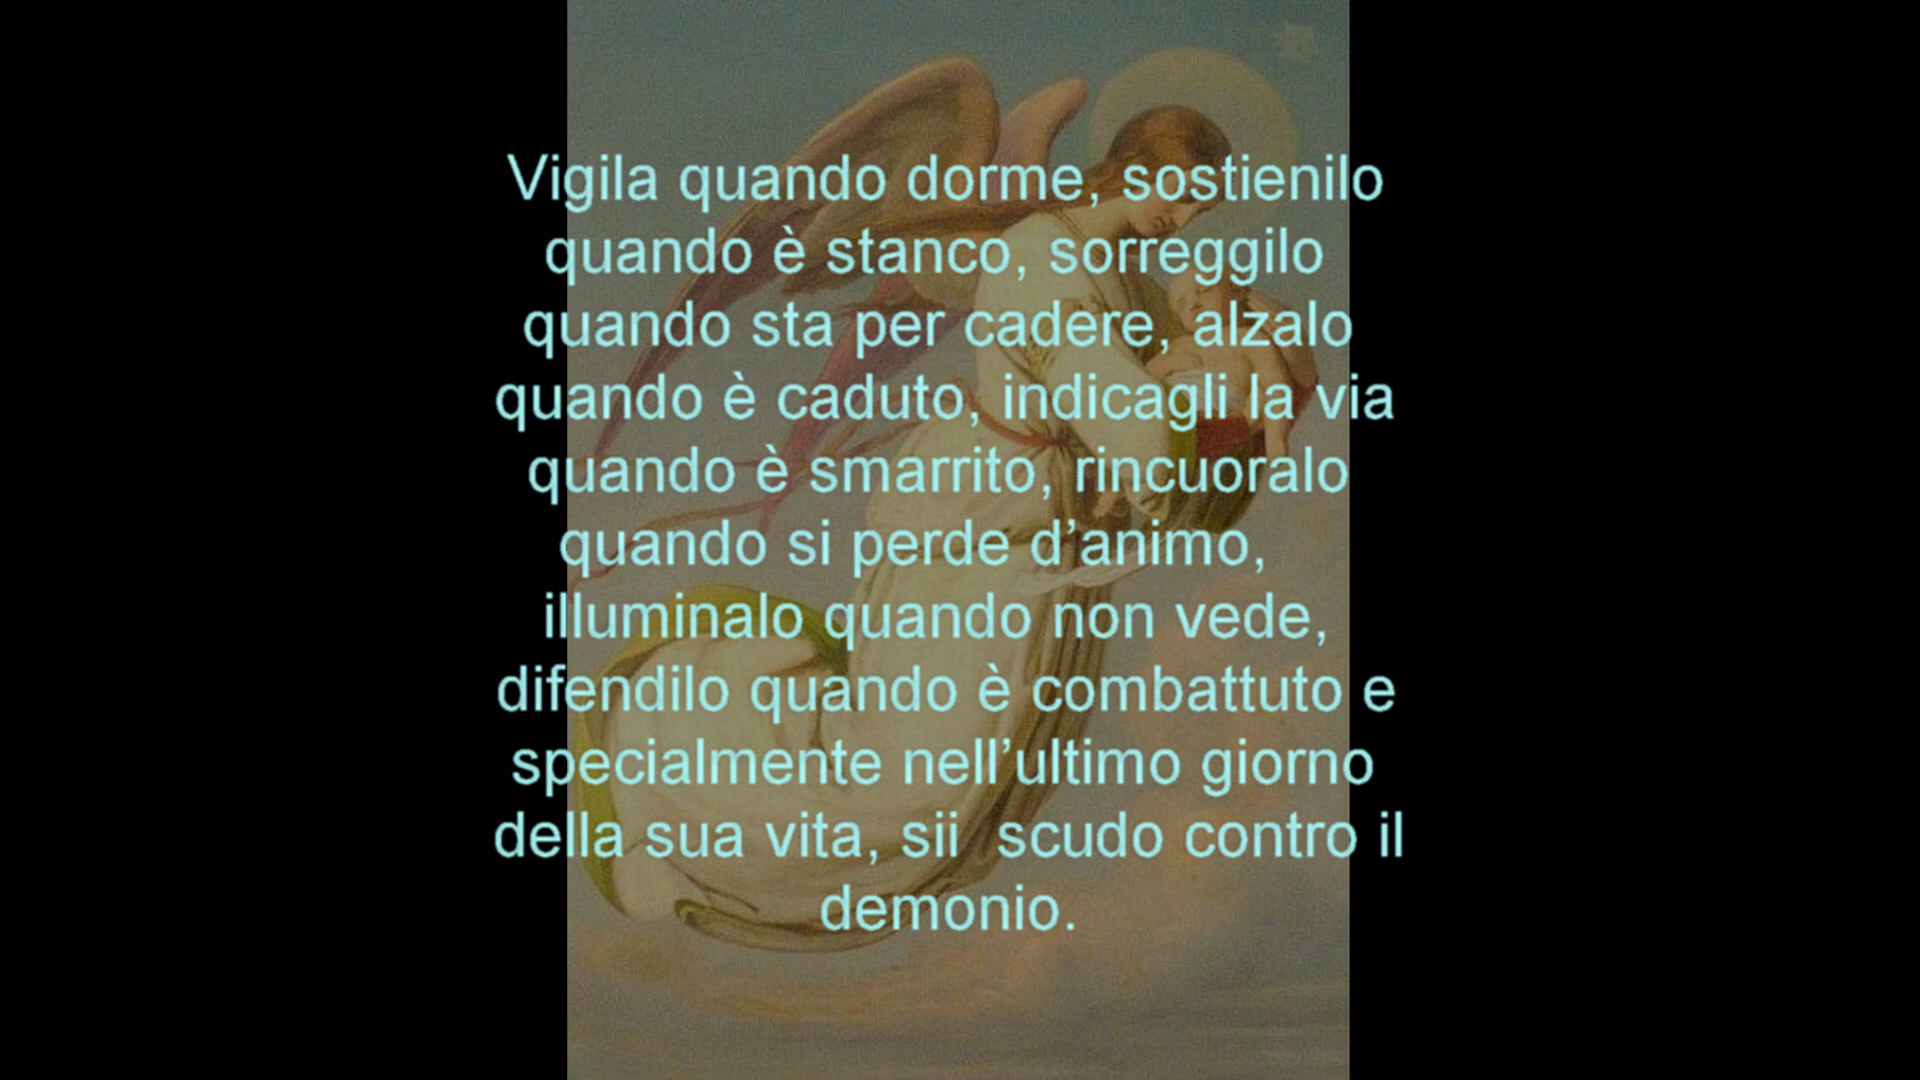 Vigila quando dorme, sostienilo
quando è stanco, sorreggilo
quando sta per cadere, alzalo
quando è caduto, indicagli la via
quando è smarrito, rincuoralo
quando si perde d’animo,
illuminalo quando non vede,
difendilo quando è combattuto e
specialmente nell’ultimo giorno
della sua vita, sii  scudo contro il
demonio.